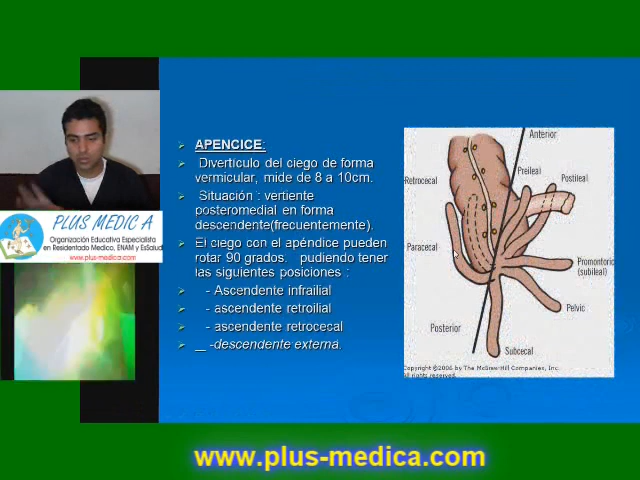 APENCICE:
Divertículo del ciego de forma
vermicular, mide de 8 a 10cm.
Situación : vertiente
posteromedial en forma
descendente(frecuentemente).
El ciego con el apéndice pueden
rotar 90 grados. pudiendo tener
las siguientes posiciones :
- Ascendente infrailial
- ascendente retroilial
- ascendente retrocecal
-descendente externa.
Anterior
Preileal
Postileal
Retrocecal
Paracecal
Promontoric
(subileal)
Pelvic
Posterior
Subcecal
Copyright ©2006 by The McGraw-Hill Companies, Inc.
All rights reserved.
PLUS MEDIC A
Organización Educativa Especialista
en Residentado Medico, ENAM y EsSalud
www.plus-medica.com
www.plus-medica.com